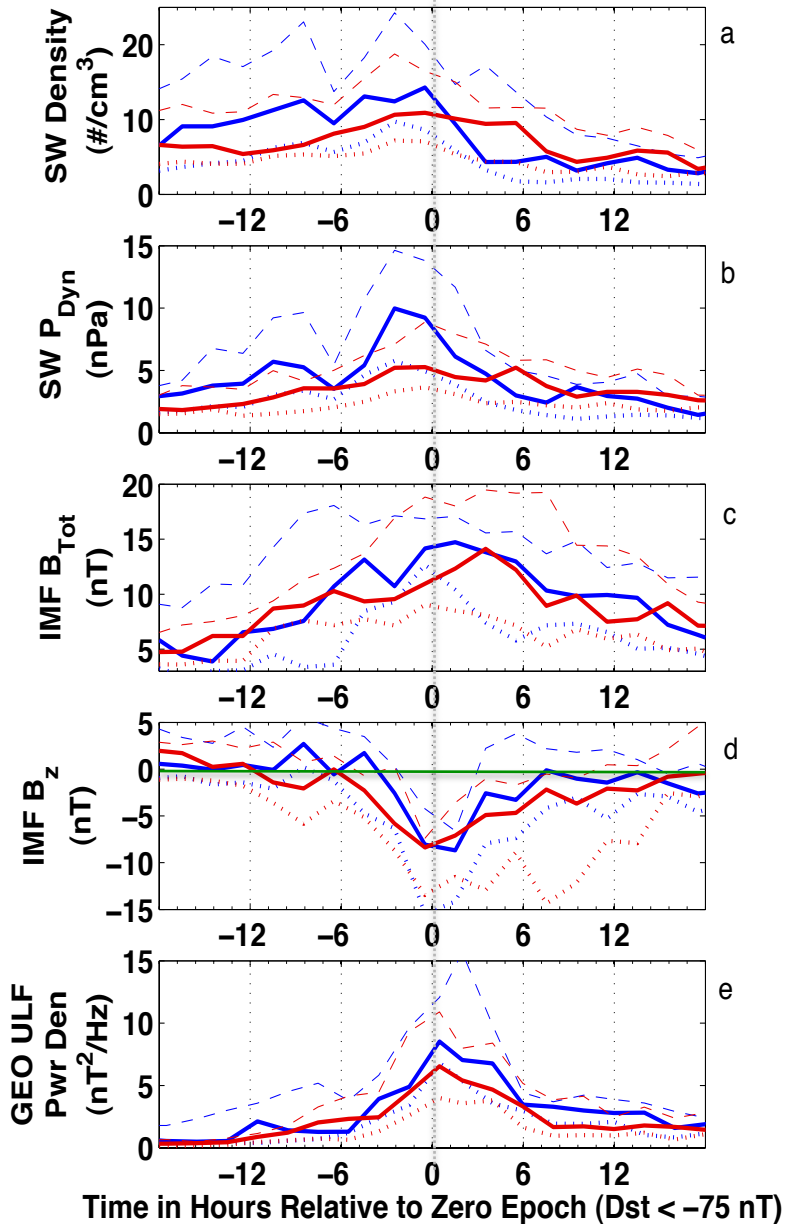 a
SW Density
(#/cm³)
20
10
0
−12 −6 0 6 12
b
SW P_Dyn
(nPa)
15
10
5
0
−12 −6 0 6 12
c
IMF B_Tot
(nT)
20
15
10
5
−12 −6 0 6 12
d
IMF B_z
(nT)
5
0
−5
−10
−15
−12 −6 0 6 12
e
GEO ULF
Pwr Den
(nT²/Hz)
15
10
5
0
−12 −6 0 6 12
Time in Hours Relative to Zero Epoch (Dst < −75 nT)